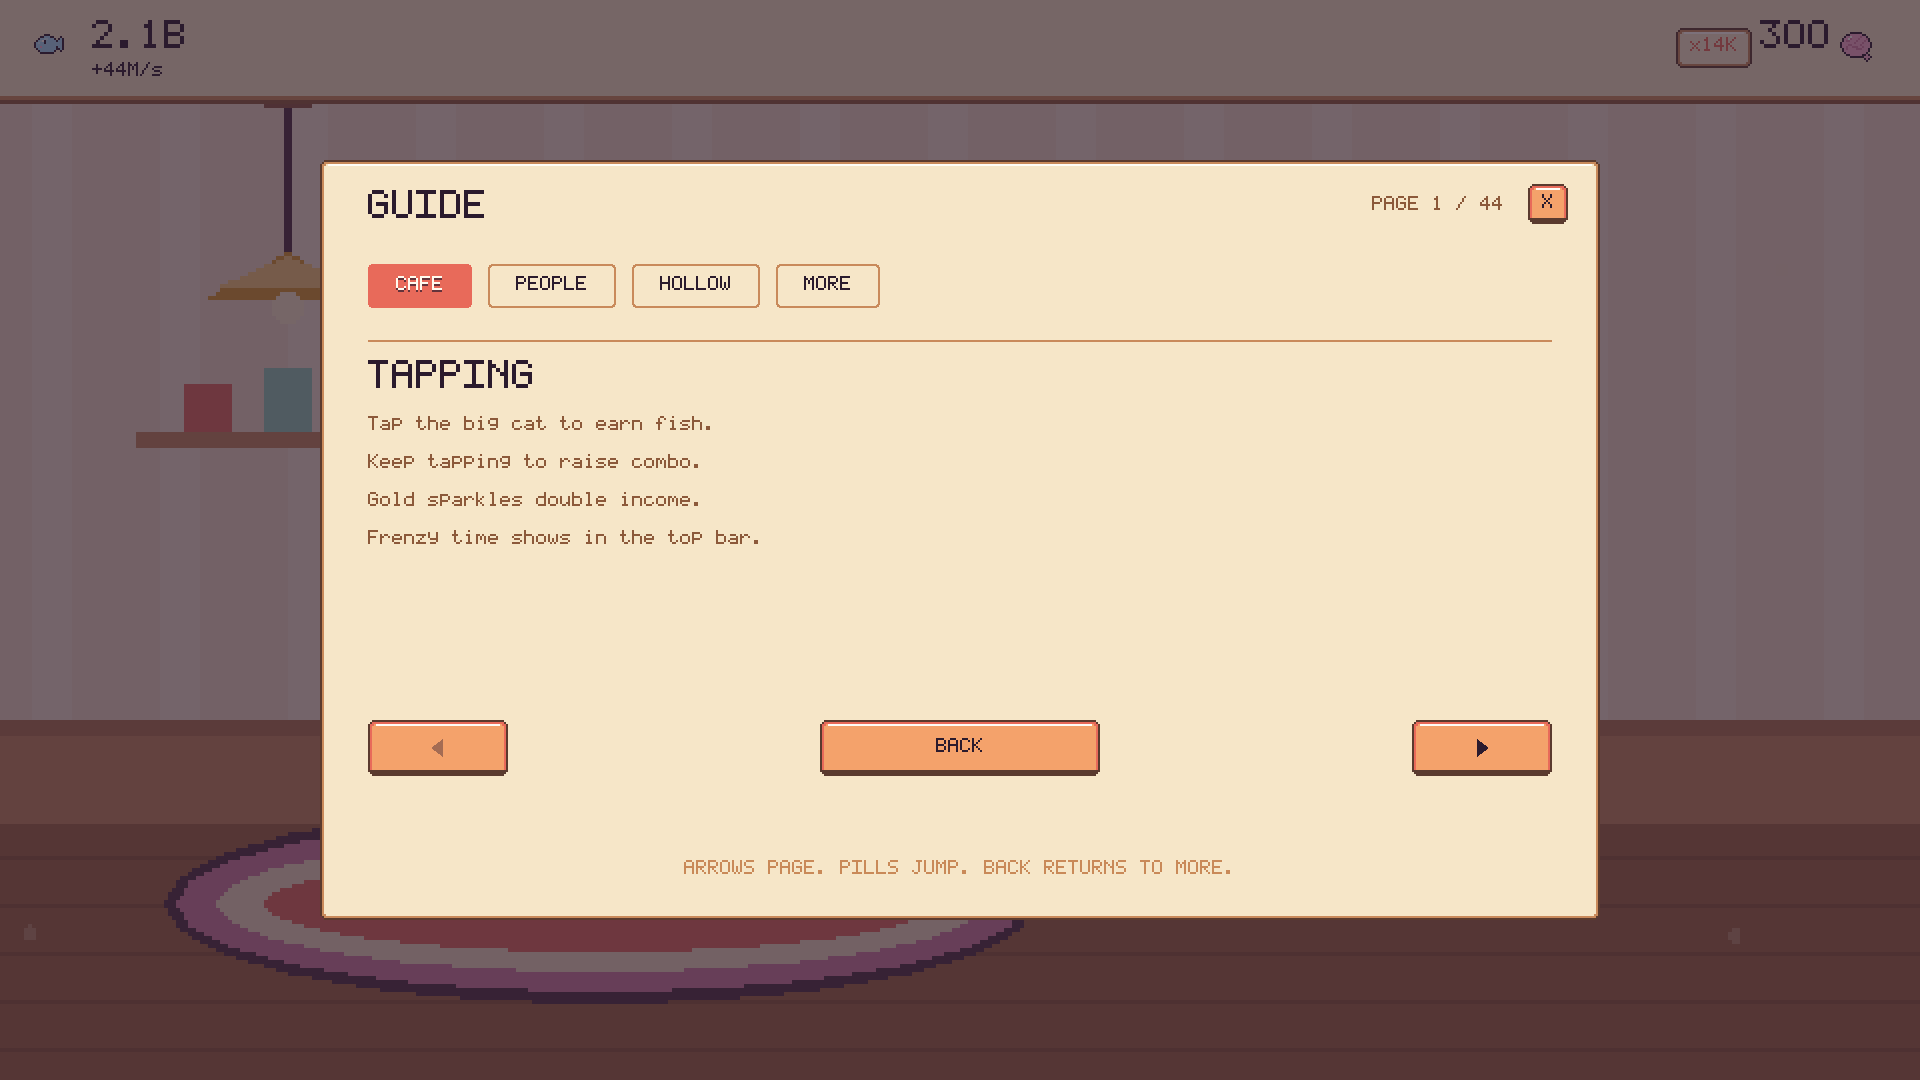 2.1B
+44M/s
x14K
300
GUIDE
PAGE 1 / 44
X
CAFE
PEOPLE
HOLLOW
MORE
TAPPING
Tap the big cat to earn fish.
Keep tapping to raise combo.
Gold sparkles double income.
Frenzy time shows in the top bar.
BACK
ARROWS PAGE. PILLS JUMP. BACK RETURNS TO MORE.